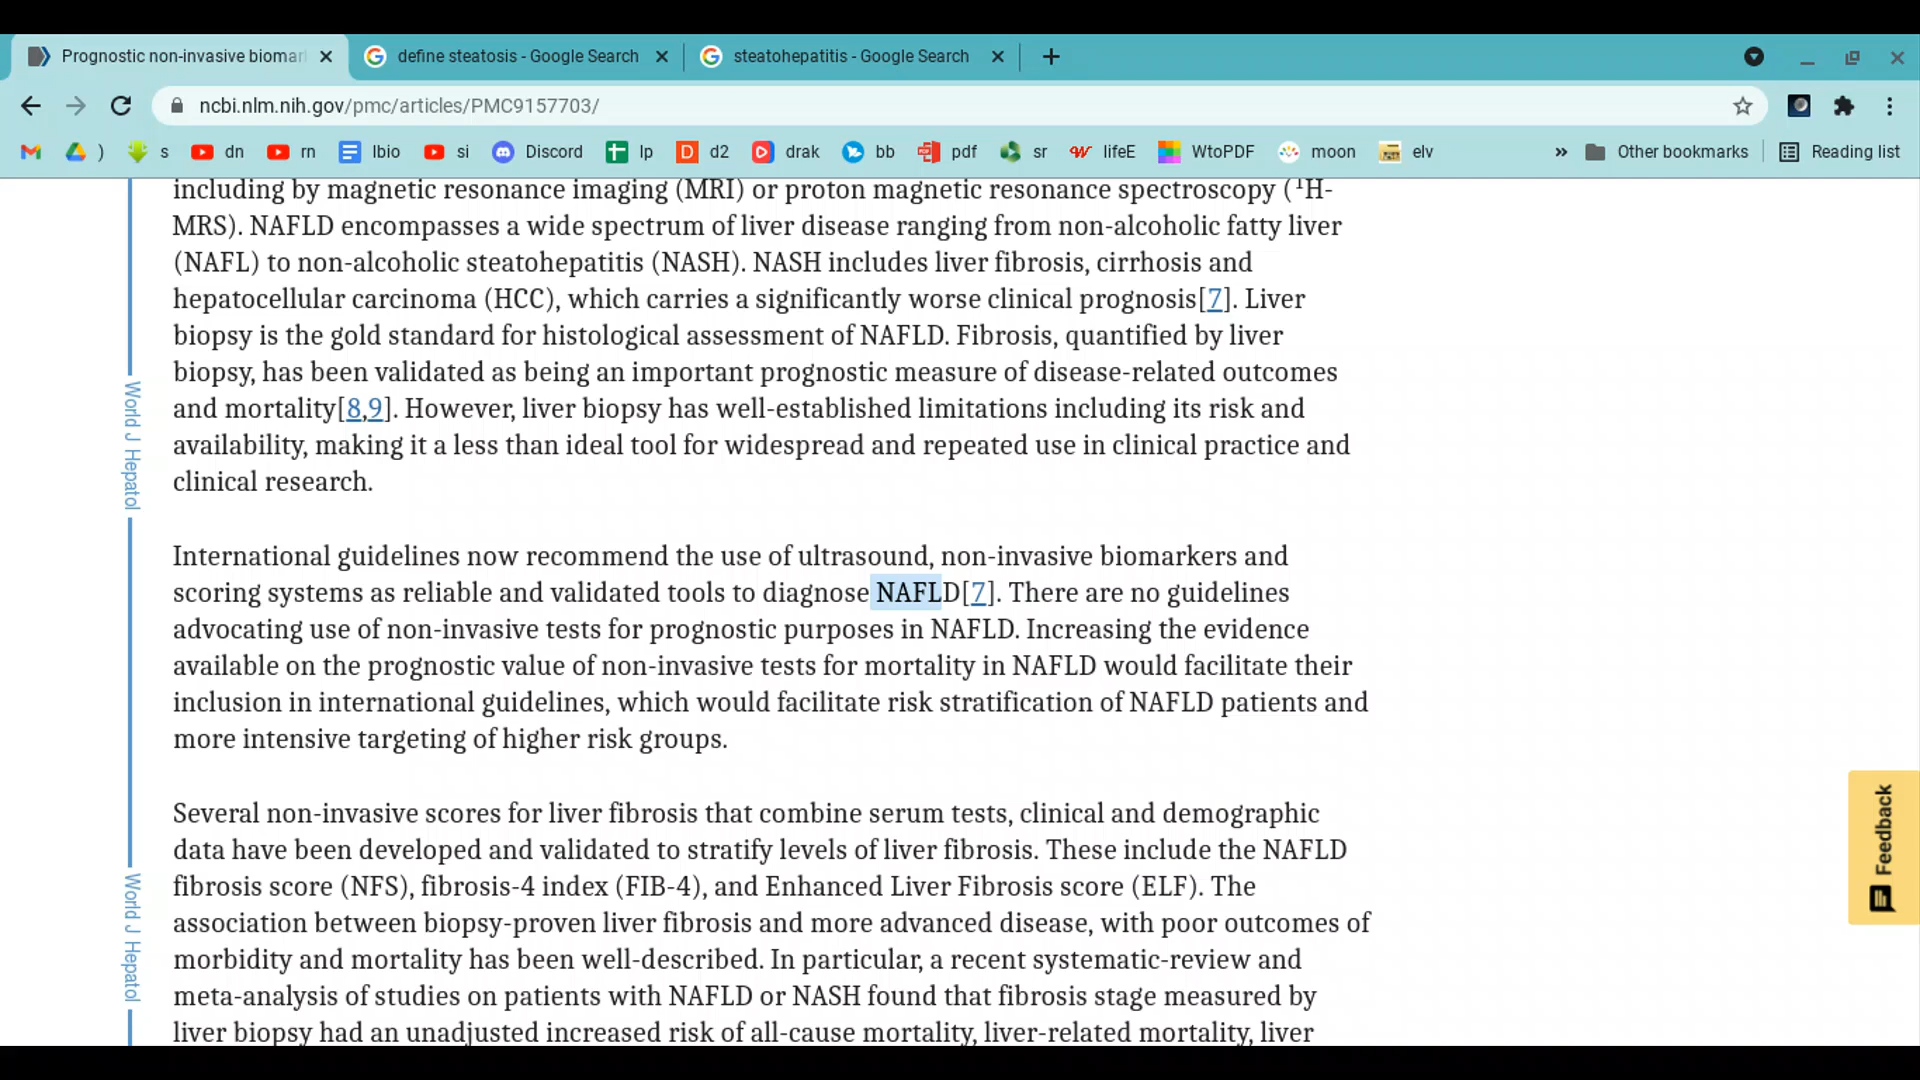 Prognostic non-invasive biomar
define steatosis - Google Search
steatohepatitis - Google Search
ncbi.nlm.nih.gov/pmc/articles/PMC9157703/
) s dn rn lbio si Discord lp d2 drak bb pdf sr lifeE WtoPDF moon elv » Other bookmarks Reading list
including by magnetic resonance imaging (MRI) or proton magnetic resonance spectroscopy (¹H-
MRS). NAFLD encompasses a wide spectrum of liver disease ranging from non-alcoholic fatty liver
(NAFL) to non-alcoholic steatohepatitis (NASH). NASH includes liver fibrosis, cirrhosis and
hepatocellular carcinoma (HCC), which carries a significantly worse clinical prognosis[7]. Liver
biopsy is the gold standard for histological assessment of NAFLD. Fibrosis, quantified by liver
biopsy, has been validated as being an important prognostic measure of disease-related outcomes
and mortality[8,9]. However, liver biopsy has well-established limitations including its risk and
availability, making it a less than ideal tool for widespread and repeated use in clinical practice and
clinical research.
International guidelines now recommend the use of ultrasound, non-invasive biomarkers and
scoring systems as reliable and validated tools to diagnose NAFLD[7]. There are no guidelines
advocating use of non-invasive tests for prognostic purposes in NAFLD. Increasing the evidence
available on the prognostic value of non-invasive tests for mortality in NAFLD would facilitate their
inclusion in international guidelines, which would facilitate risk stratification of NAFLD patients and
more intensive targeting of higher risk groups.
Several non-invasive scores for liver fibrosis that combine serum tests, clinical and demographic
data have been developed and validated to stratify levels of liver fibrosis. These include the NAFLD
fibrosis score (NFS), fibrosis-4 index (FIB-4), and Enhanced Liver Fibrosis score (ELF). The
association between biopsy-proven liver fibrosis and more advanced disease, with poor outcomes of
morbidity and mortality has been well-described. In particular, a recent systematic-review and
meta-analysis of studies on patients with NAFLD or NASH found that fibrosis stage measured by
liver biopsy had an unadjusted increased risk of all-cause mortality, liver-related mortality, liver
World J Hepatol
World J Hepatol
Feedback